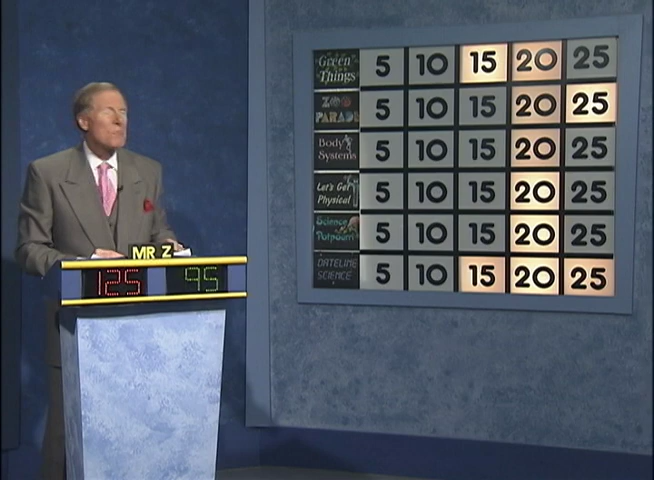 Green Things 5 10 15 20 25
ZOO PARADE 5 10 15 20 25
Body Systems 5 10 15 20 25
Let's Get Physical 5 10 15 20 25
Science Potpourri 5 10 15 20 25
DATELINE SCIENCE 5 10 15 20 25
MR Z
125 95